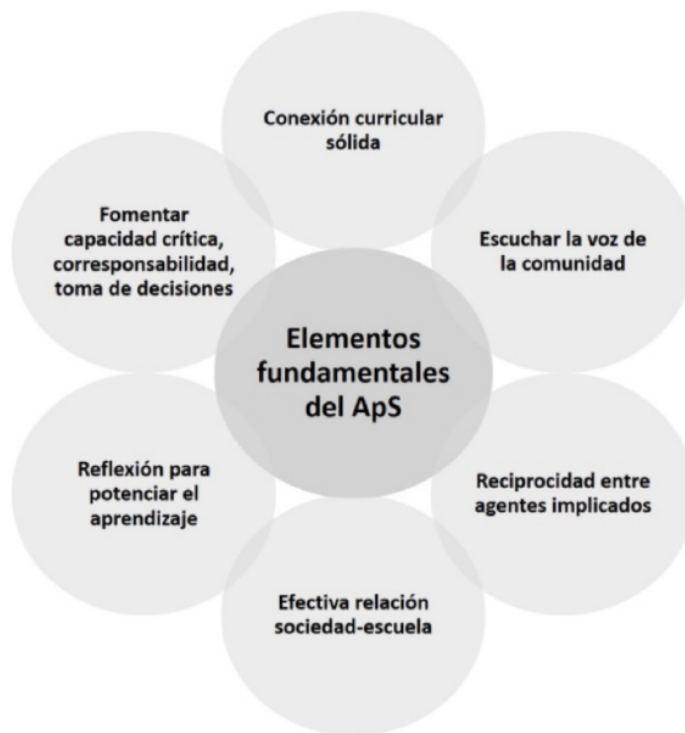 Conexión curricular
sólida
Fomentar
capacidad crítica,
corresponsabilidad,
toma de decisiones
Escuchar la voz de
la comunidad
Elementos
fundamentales
del ApS
Reflexión para
potenciar el
aprendizaje
Reciprocidad entre
agentes implicados
Efectiva relación
sociedad-escuela